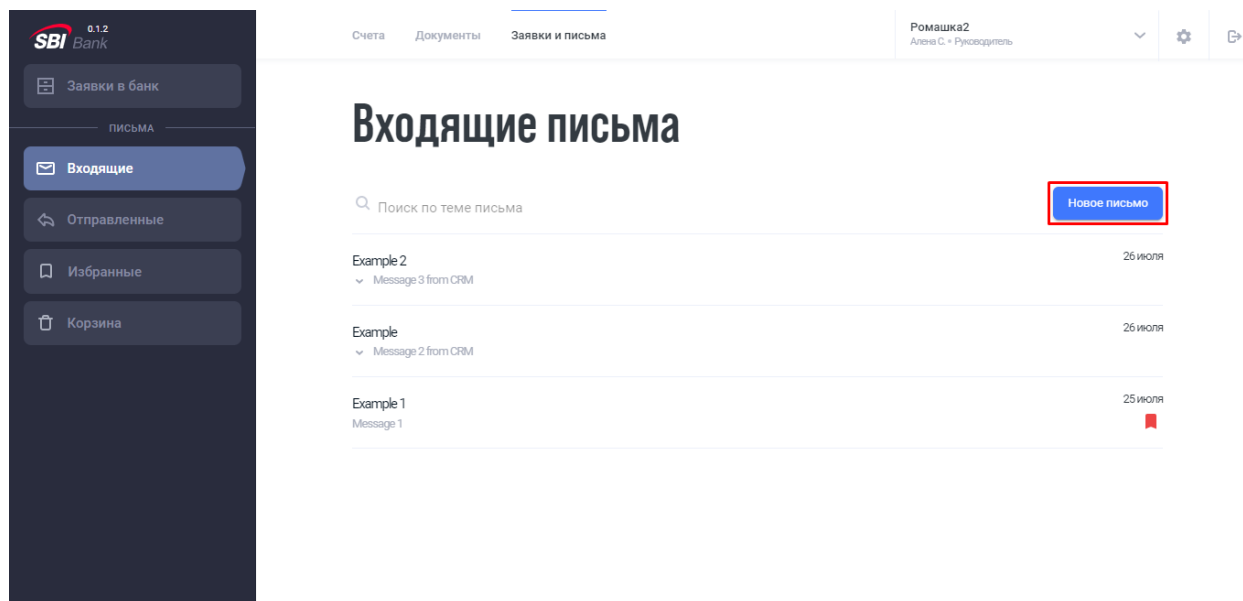 0.1.2
SBI Bank
Заявки в банк
ПИСЬМА
Входящие
Отправленные
Избранные
Корзина
Счета Документы Заявки и письма
Ромашка2
Алена С. • Руководитель
Входящие письма
Поиск по теме письма
Новое письмо
Example 2 26 июля
Message 3 from CRM
Example 26 июля
Message 2 from CRM
Example 1 25 июля
Message 1